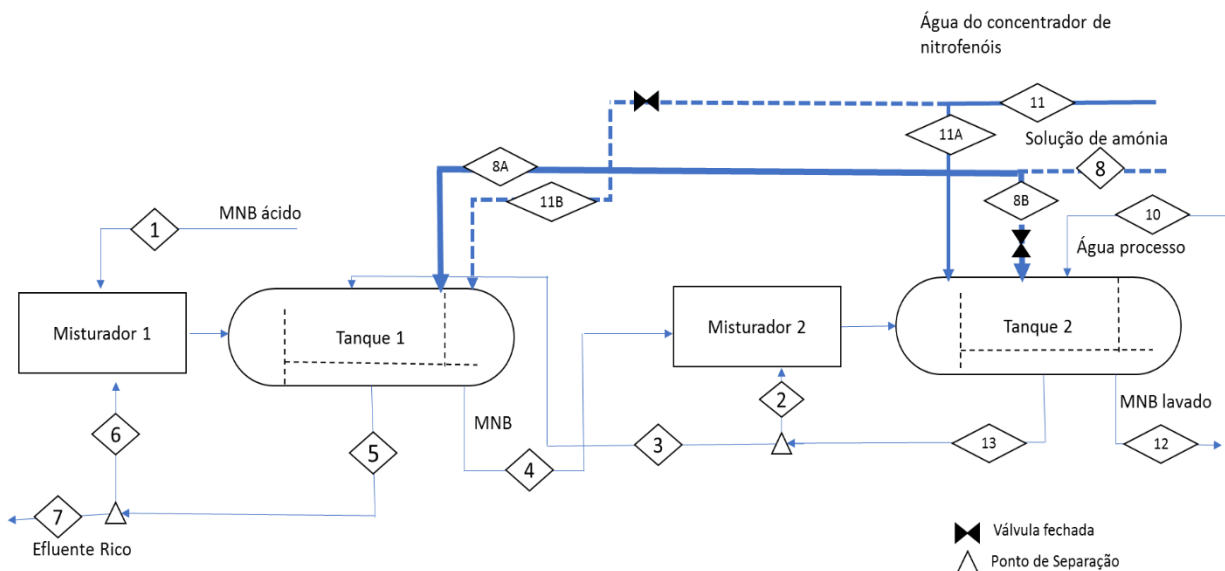 Água do concentrador de
nitrofenóis
11
11A
Solução de amónia
8A
8
11B
8B
10
MNB ácido
1
Água processo
Misturador 1
Tanque 1
Misturador 2
Tanque 2
2
MNB lavado
6
MNB
5
3
13
12
4
7
Efluente Rico
Válvula fechada
Ponto de Separação